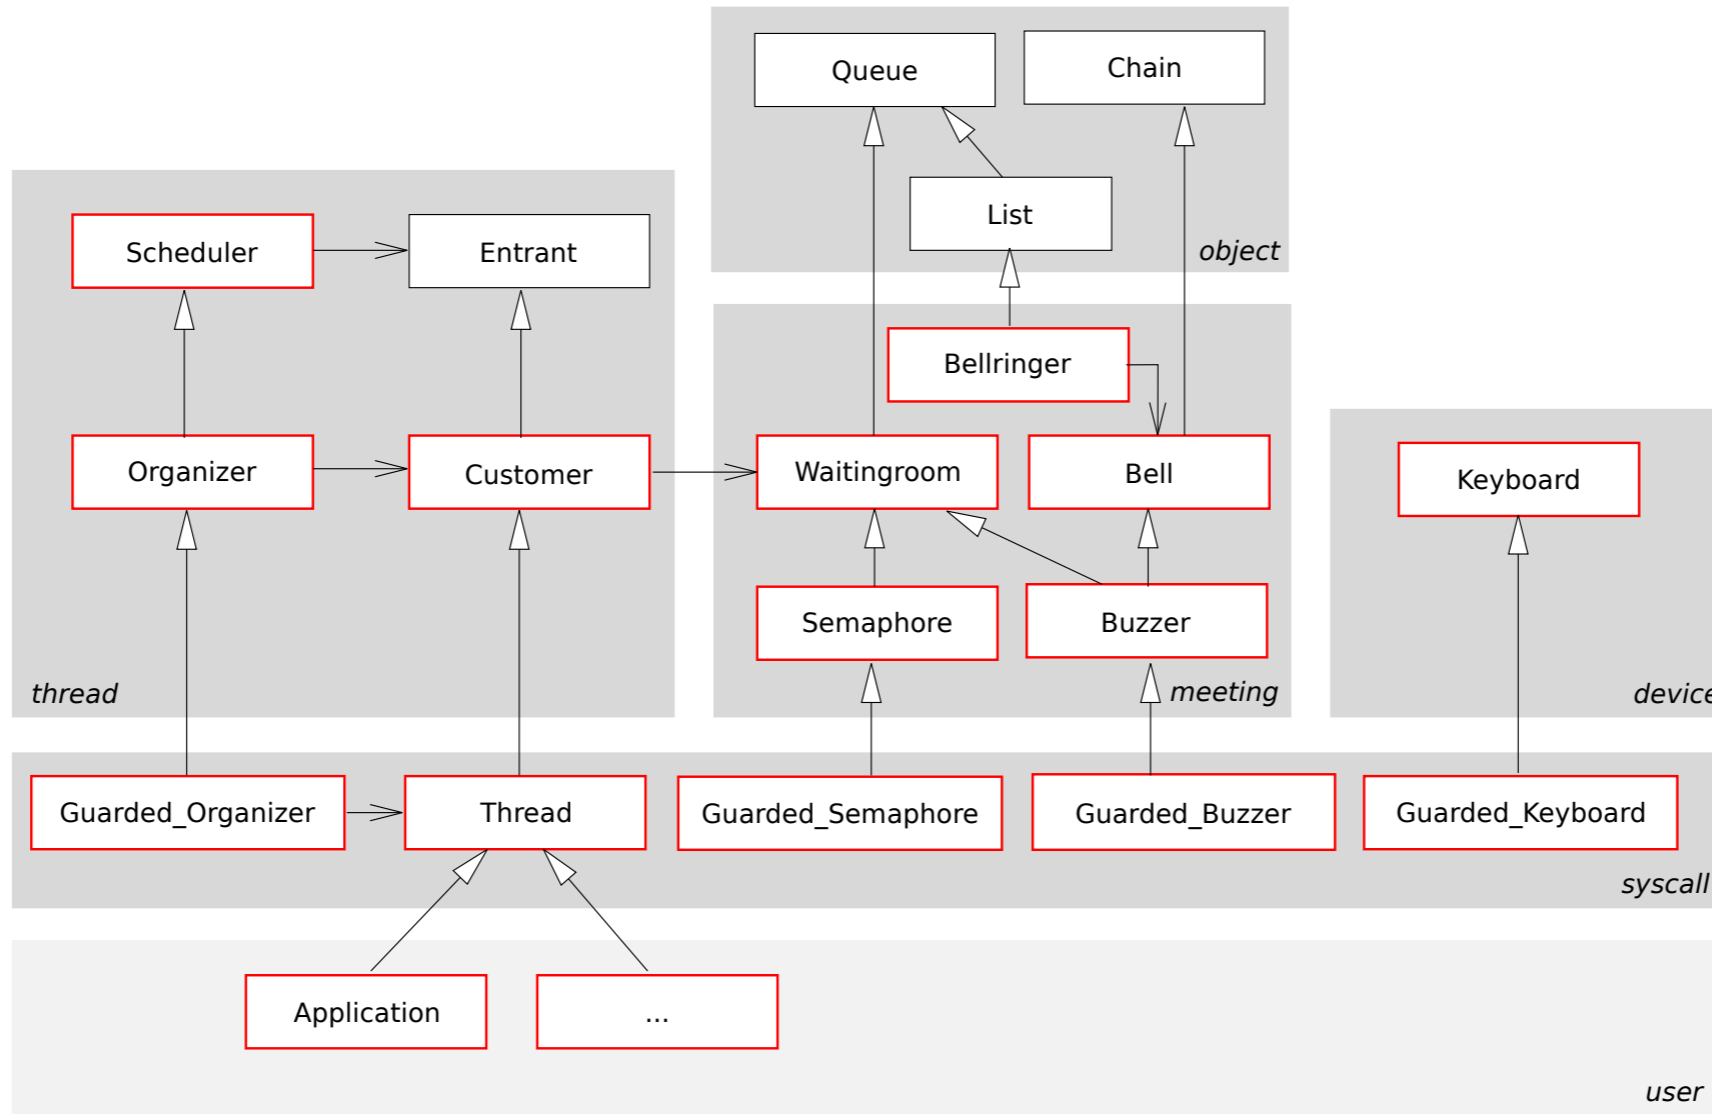 Queue
Chain
List
object
Scheduler
Entrant
Bellringer
Organizer
Customer
Waitingroom
Bell
Keyboard
Semaphore
Buzzer
thread
meeting
device
Guarded_Organizer
Thread
Guarded_Semaphore
Guarded_Buzzer
Guarded_Keyboard
syscall
Application
...
user